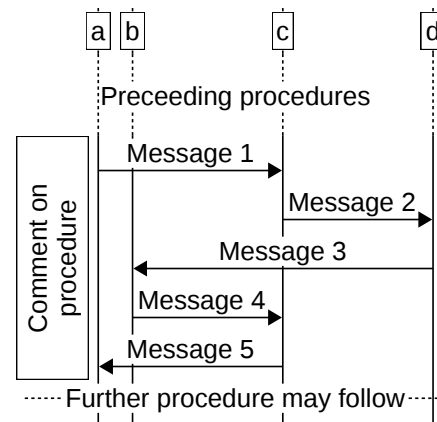 a b c d
Preceeding procedures
Message 1
Message 2
Message 3
Message 4
Message 5
Comment on
procedure
Further procedure may follow